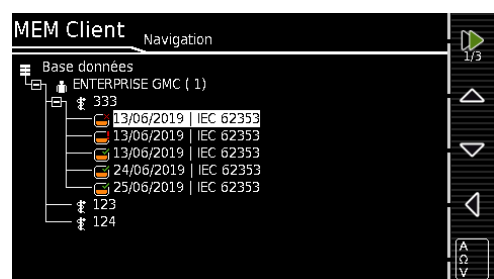 MEM Client
Navigation
1/3
Base données
ENTERPRISE GMC ( 1)
333
13/06/2019 | IEC 62353
13/06/2019 | IEC 62353
13/06/2019 | IEC 62353
24/06/2019 | IEC 62353
25/06/2019 | IEC 62353
123
124
A
Ω
V